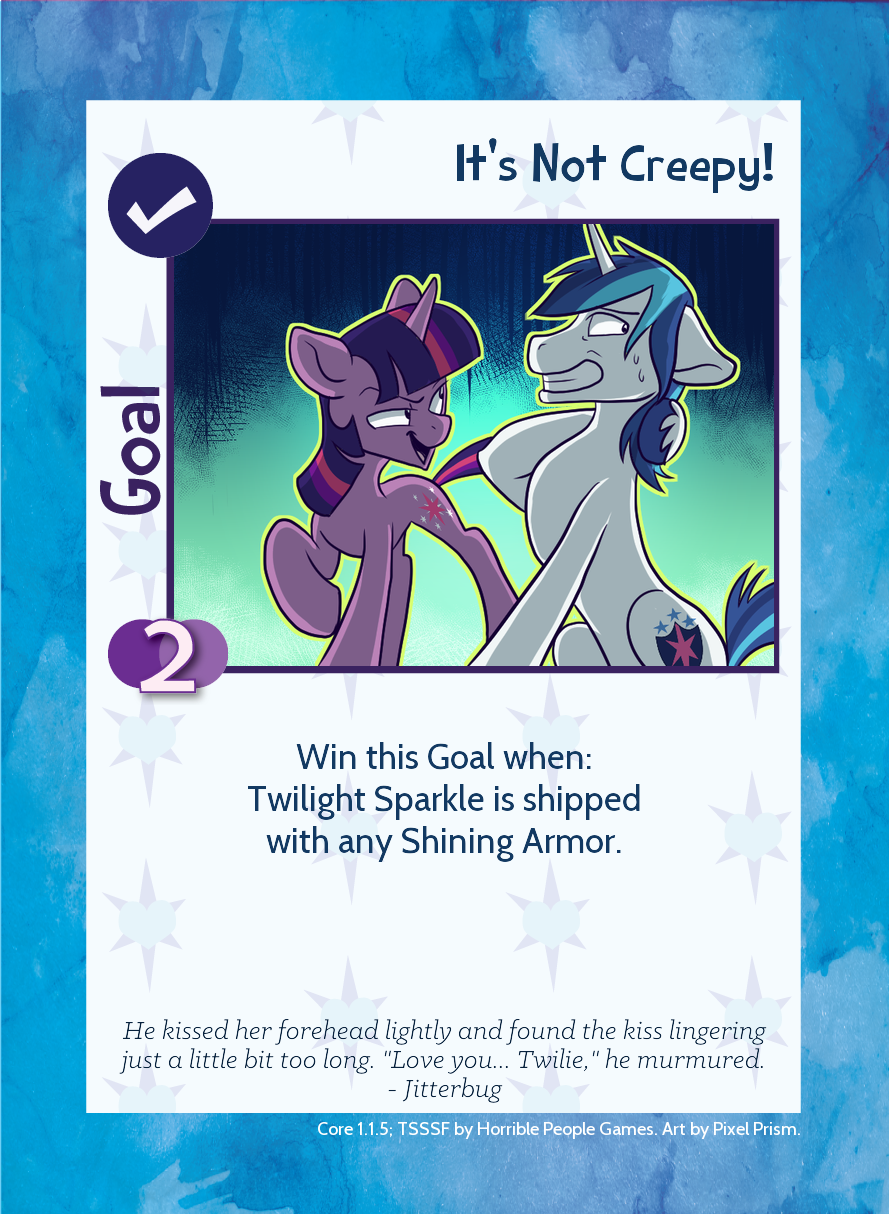 It's Not Creepy!
Goal
2
Win this Goal when:
Twilight Sparkle is shipped
with any Shining Armor.
He kissed her forehead lightly and found the kiss lingering
just a little bit too long. "Love you... Twilie," he murmured.
- Jitterbug
Core 1.1.5; TSSSF by Horrible People Games. Art by Pixel Prism.